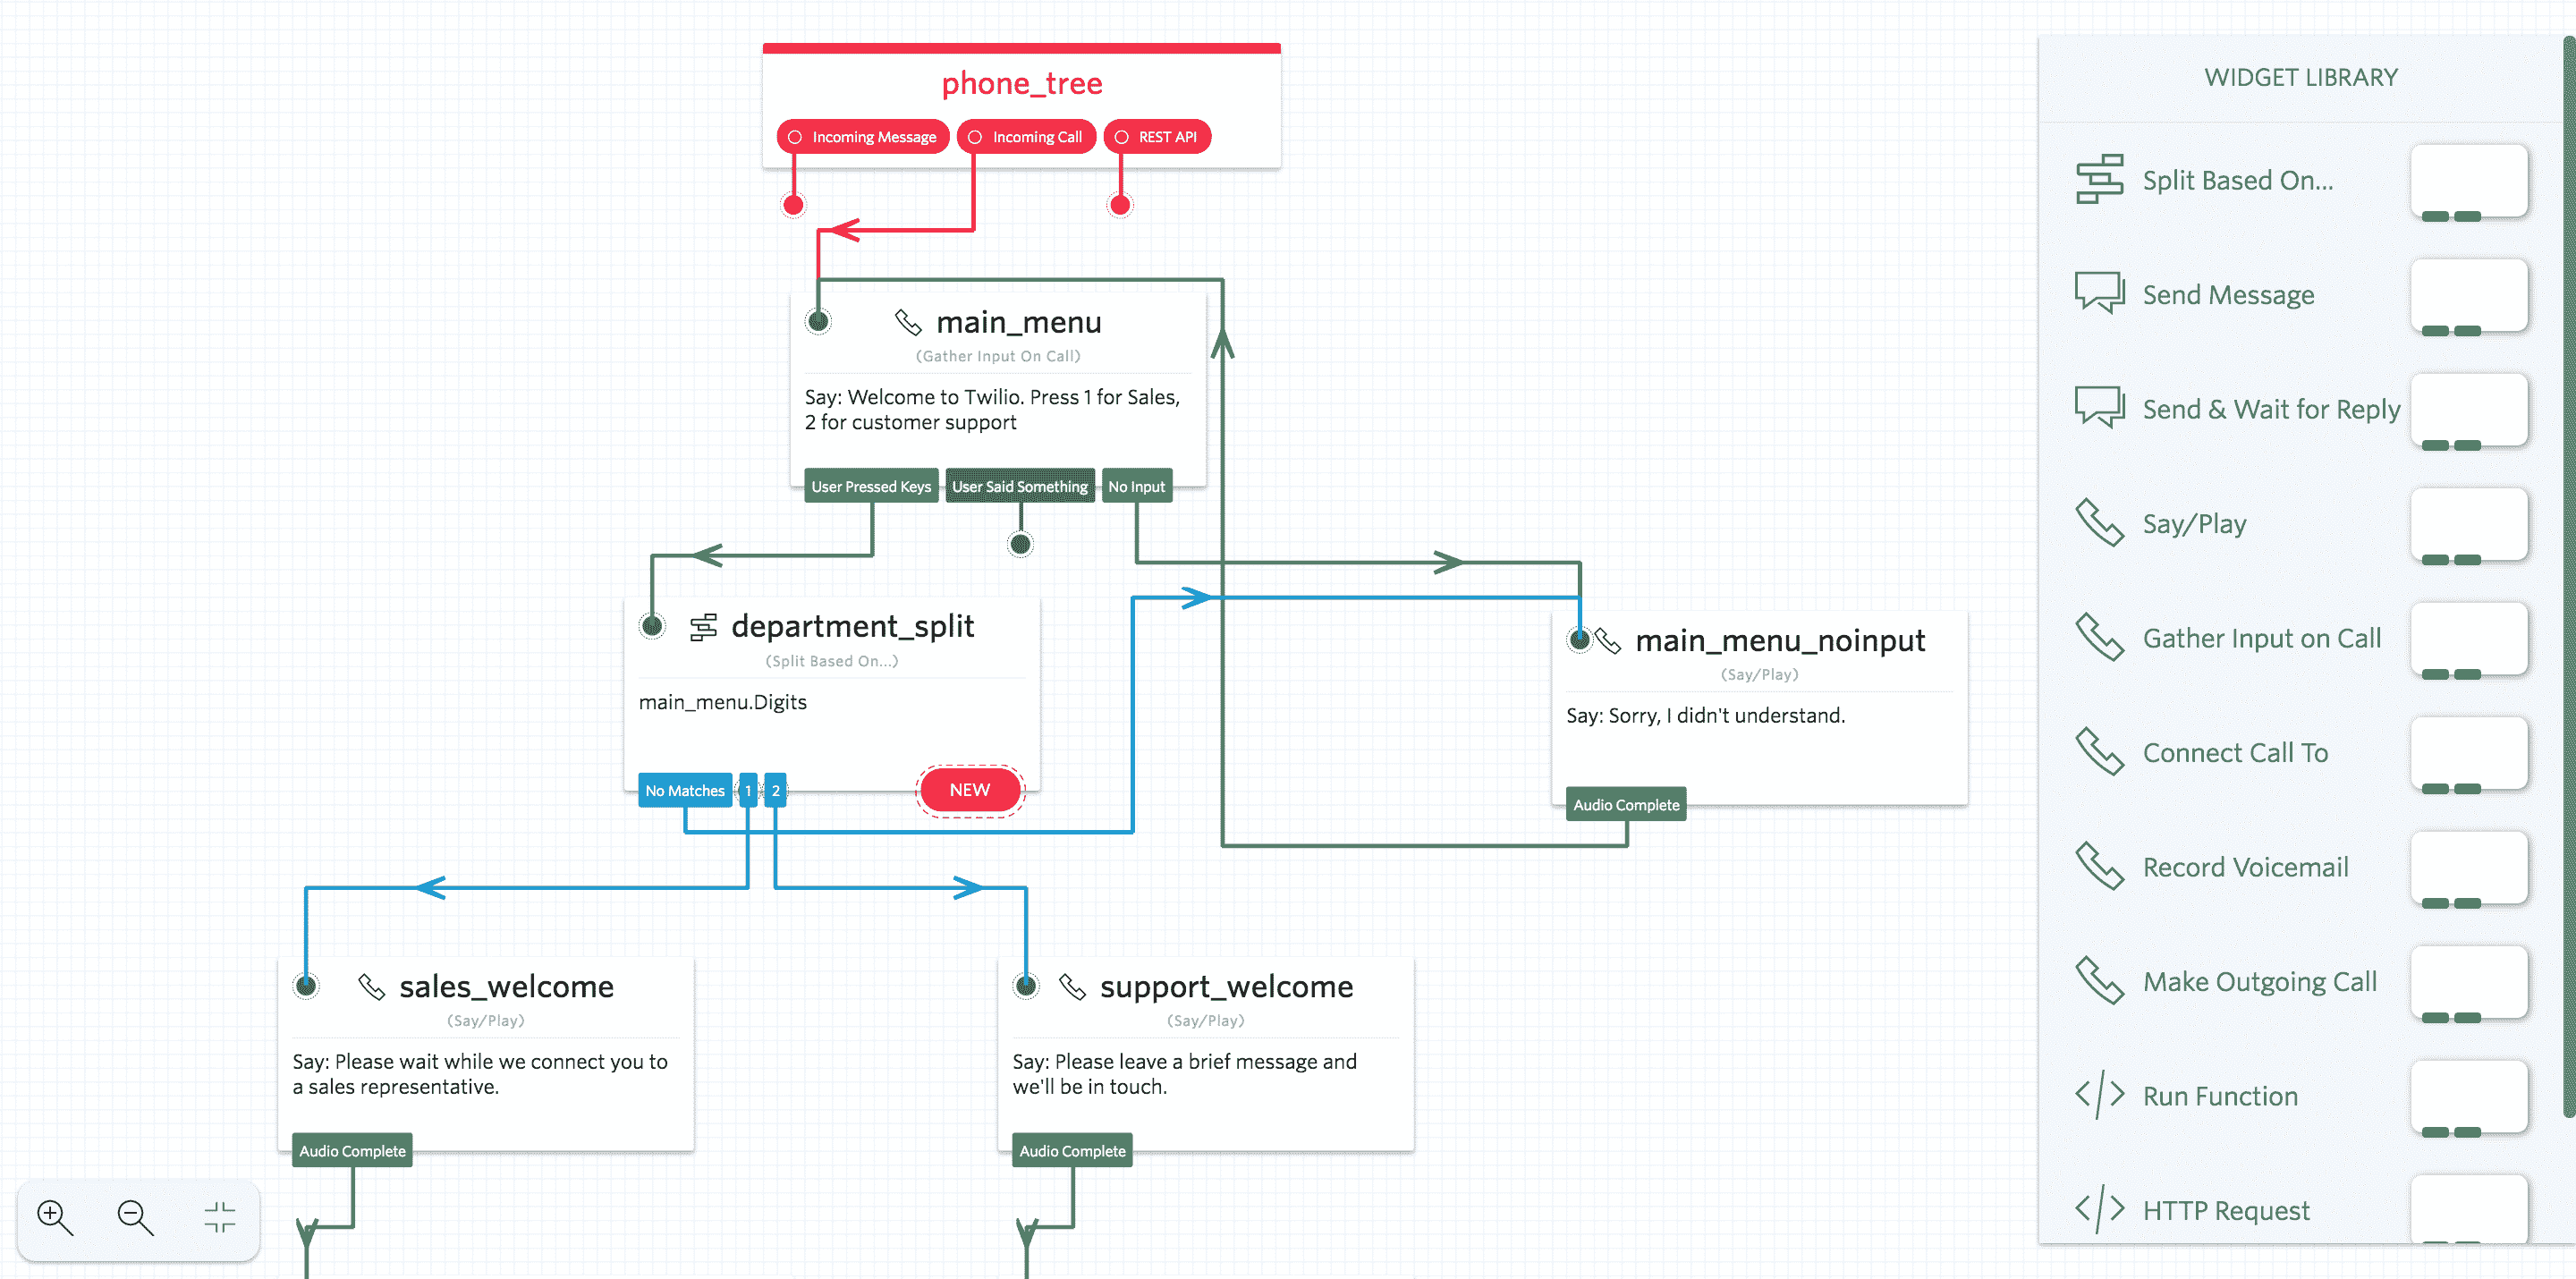 phone_tree
Incoming Message
Incoming Call
REST API
main_menu
(Gather Input On Call)
Say: Welcome to Twilio. Press 1 for Sales,
2 for customer support
User Pressed Keys
User Said Something
No Input
department_split
(Split Based On...)
main_menu.Digits
No Matches
1
2
NEW
main_menu_noinput
(Say/Play)
Say: Sorry, I didn't understand.
Audio Complete
sales_welcome
(Say/Play)
Say: Please wait while we connect you to
a sales representative.
Audio Complete
support_welcome
(Say/Play)
Say: Please leave a brief message and
we'll be in touch.
Audio Complete
WIDGET LIBRARY
Split Based On...
Send Message
Send & Wait for Reply
Say/Play
Gather Input on Call
Connect Call To
Record Voicemail
Make Outgoing Call
Run Function
HTTP Request